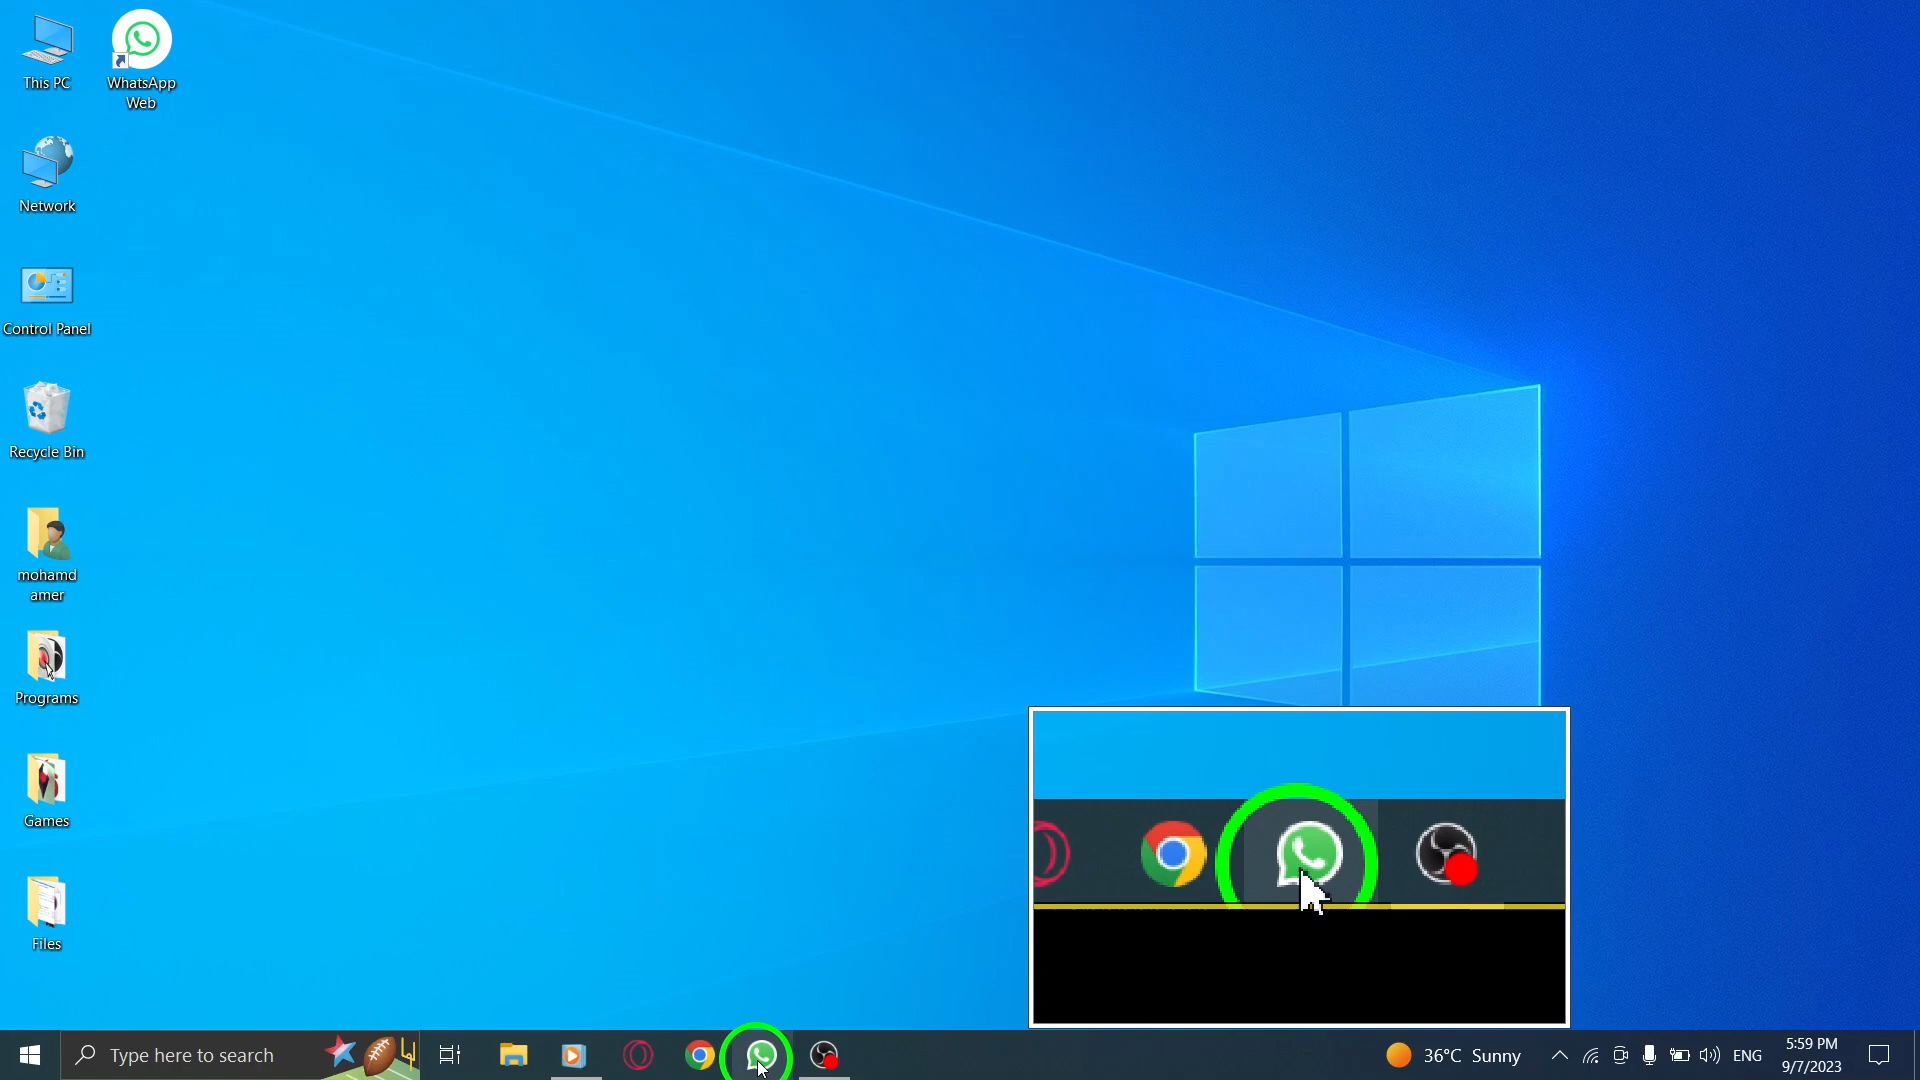 This PC
WhatsApp
Web
Network
Control Panel
Recycle Bin
mohamd
amer
Programs
Games
Files
Type here to search
36°C Sunny
ENG
5:59 PM
9/7/2023